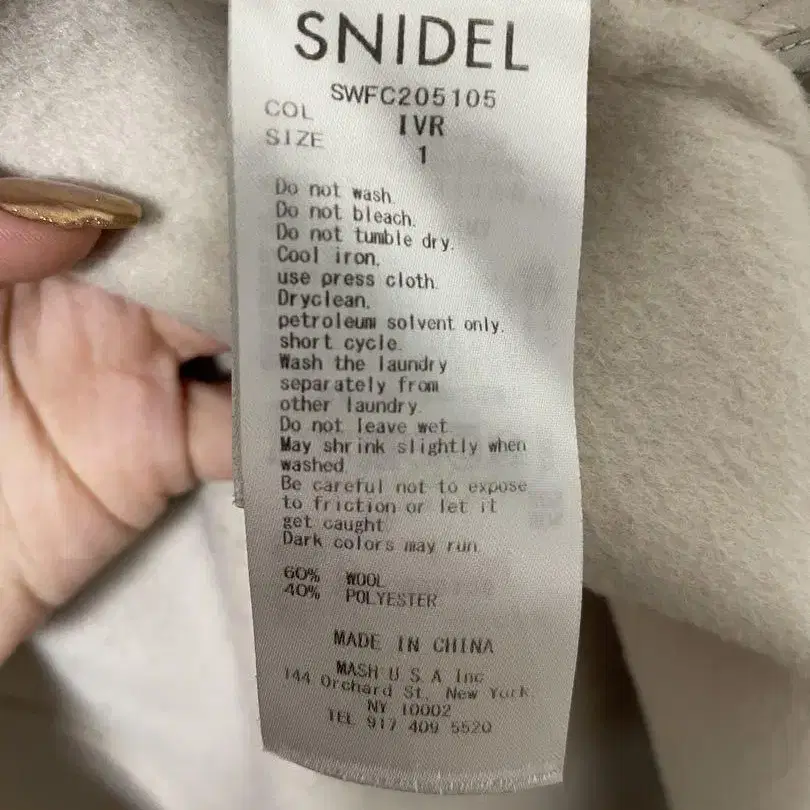 SNIDEL
SWFC205105
COL IVR
SIZE 1
Do not wash.
Do not bleach.
Do not tumble dry.
Cool iron,
use press cloth.
Dryclean,
petroleum solvent only.
short cycle.
Wash the laundry
separately from
other laundry.
Do not leave wet.
May shrink slightly when
washed.
Be careful not to expose
to friction or let it
get caught
Dark colors may run.
60% WOOL
40% POLYESTER
MADE IN CHINA
MASH U S A Inc
144 Orchard St. New York,
NY 10002
TEL 917 409 5520